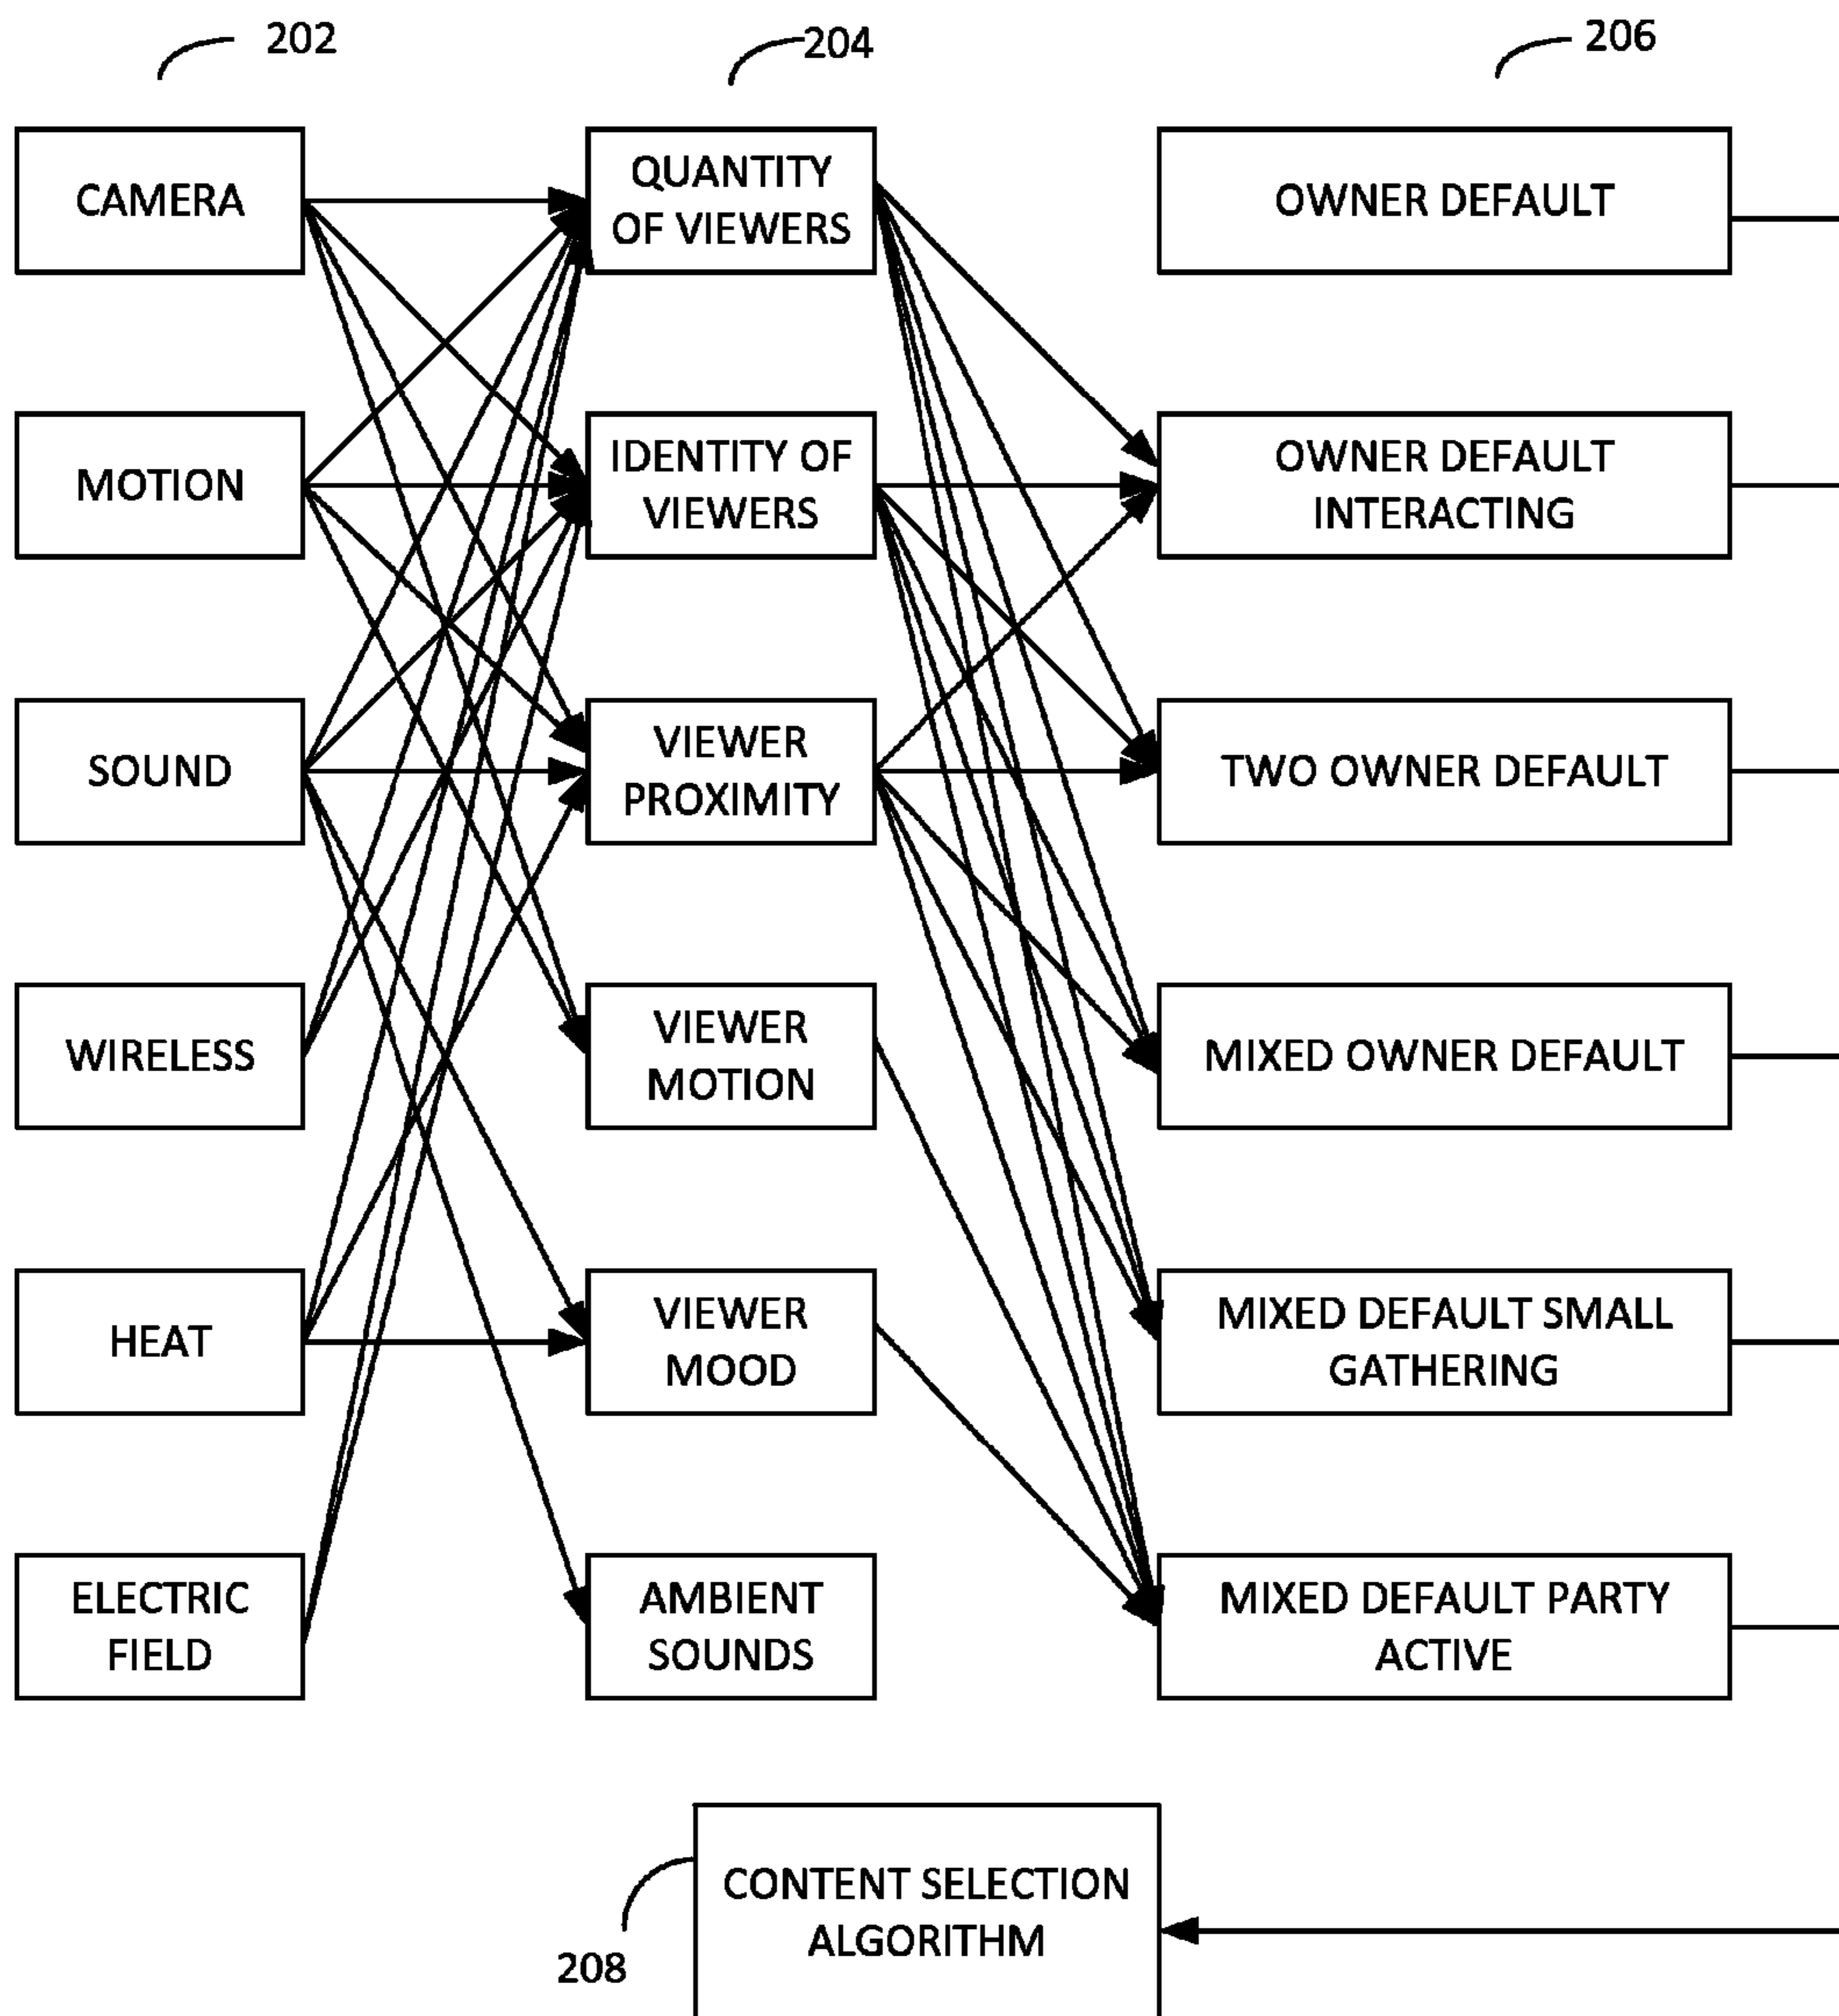 202
204
206
CAMERA
QUANTITY
OF VIEWERS
OWNER DEFAULT
MOTION
IDENTITY OF
VIEWERS
OWNER DEFAULT
INTERACTING
SOUND
VIEWER
PROXIMITY
TWO OWNER DEFAULT
WIRELESS
VIEWER
MOTION
MIXED OWNER DEFAULT
HEAT
VIEWER
MOOD
MIXED DEFAULT SMALL
GATHERING
ELECTRIC
FIELD
AMBIENT
SOUNDS
MIXED DEFAULT PARTY
ACTIVE
CONTENT SELECTION
ALGORITHM
208